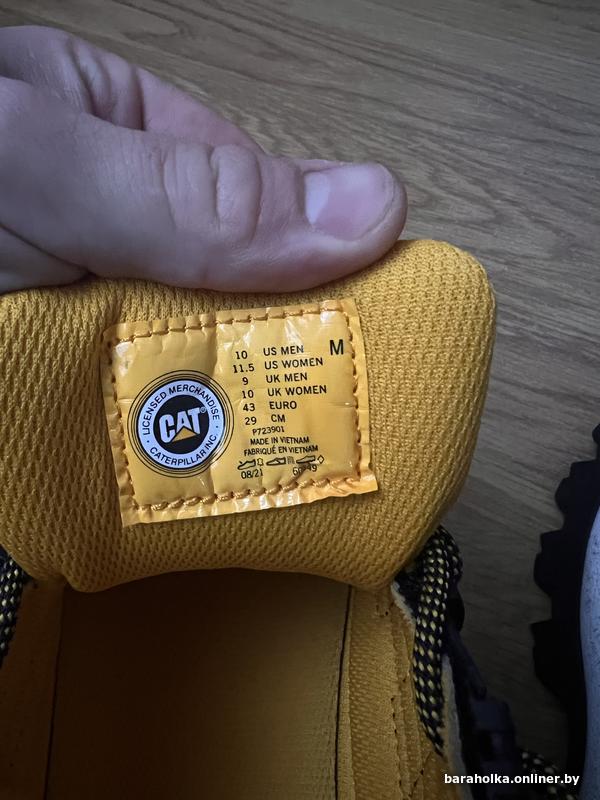 LICENSED MERCHANDISE
CAT®
CATERPILLAR INC.
10 US MEN M
11.5 US WOMEN
9 UK MEN
10 UK WOMEN
43 EURO
29 CM
P723901
MADE IN VIETNAM
FABRIQUÉ EN VIETNAM
08/21
baraholka.onliner.by